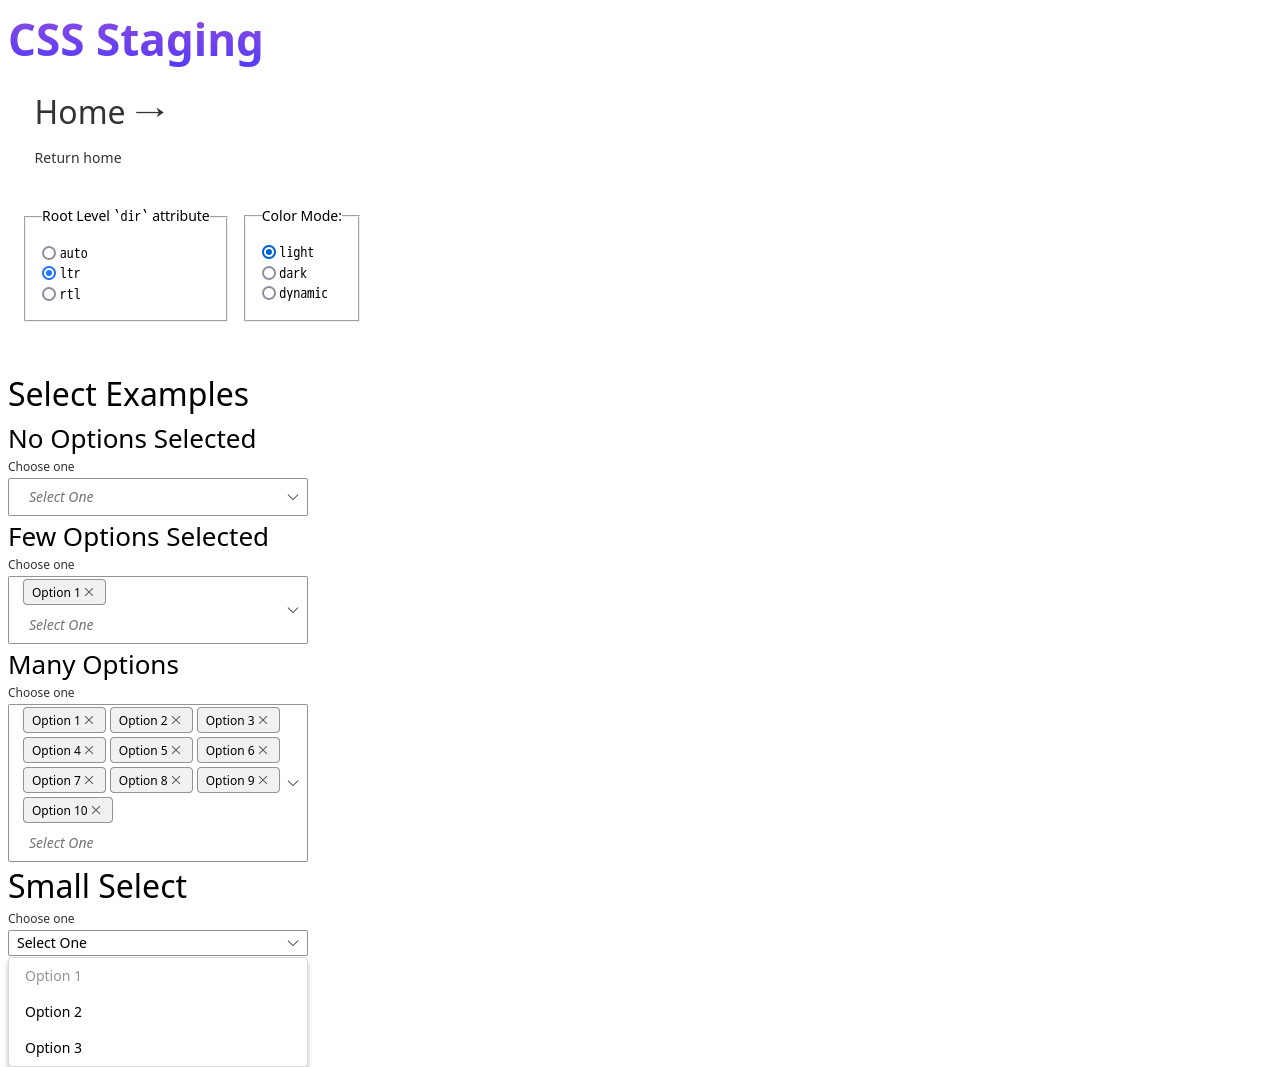 CSS Staging
Home →
Return home
Root Level `dir` attribute
auto
ltr
rtl
Color Mode:
light
dark
dynamic
Select Examples
No Options Selected
Choose one
Select One
Few Options Selected
Choose one
Option 1
Select One
Many Options
Choose one
Option 1 Option 2 Option 3
Option 4 Option 5 Option 6
Option 7 Option 8 Option 9
Option 10
Select One
Small Select
Choose one
Select One
Option 1
Option 2
Option 3